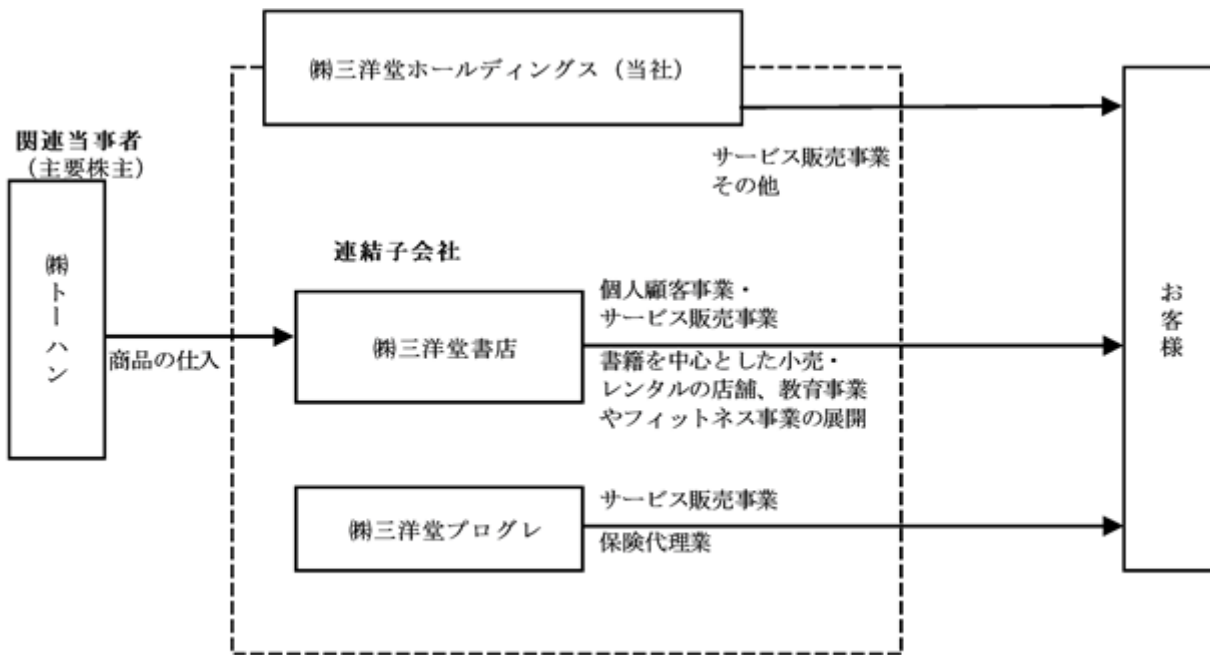 ㈱三洋堂ホールディングス（当社）
関連当事者
（主要株主）
サービス販売事業
その他
連結子会社
㈱トーハン
商品の仕入
㈱三洋堂書店
個人顧客事業・
サービス販売事業
書籍を中心とした小売・
レンタルの店舗、教育事業
やフィットネス事業の展開
お客様
㈱三洋堂プログレ
サービス販売事業
保険代理業